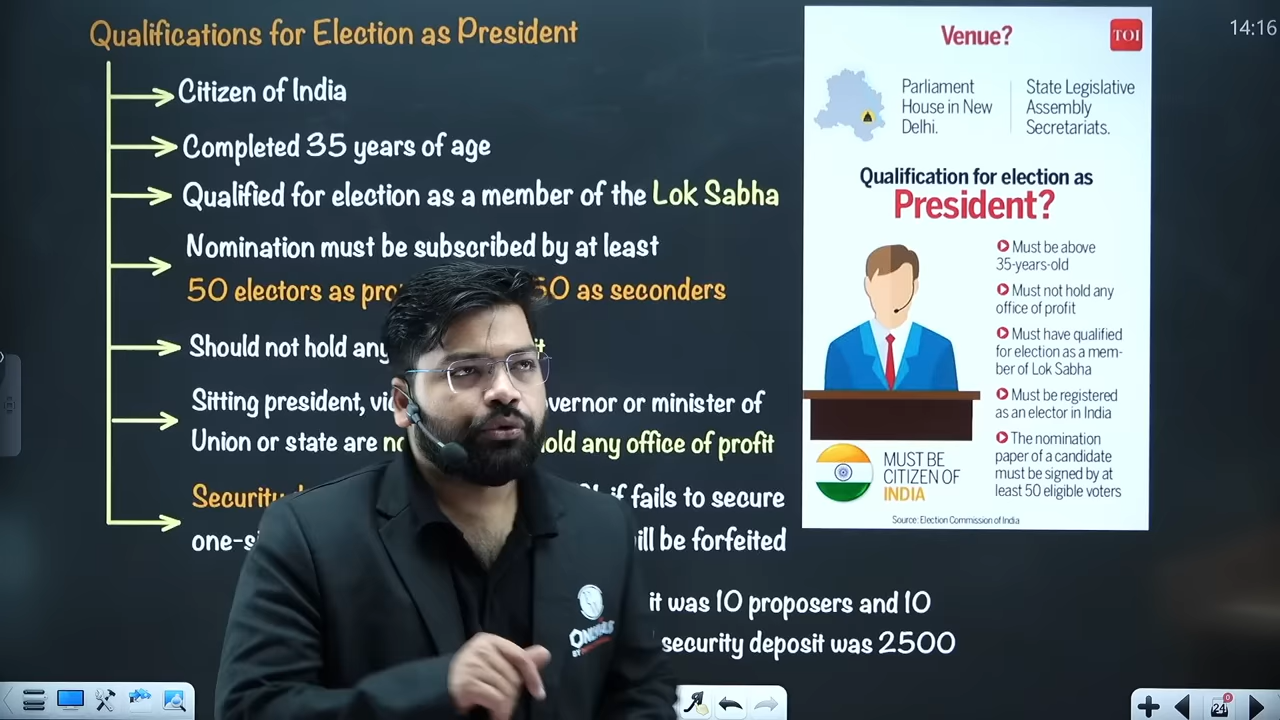 Qualifications for Election as President
Citizen of India
Completed 35 years of age
Qualified for election as a member of the Lok Sabha
Nomination must be subscribed by at least
50 electors as 50 as seconders
Should not hold any
Sitting president, or minister of
Union or state are hold any office of profit
Security if fails to secure
will be forfeited
it was 10 proposers and 10
security deposit was 2500
Venue?
TOI
Parliament
House in New
Delhi.
State Legislative
Assembly
Secretariats.
Qualification for election as
President?
Must be above
35-years-old
Must not hold any
office of profit
Must have qualified
for election as a mem-
ber of Lok Sabha
Must be registered
as an elector in India
The nomination
paper of a candidate
must be signed by at
least 50 eligible voters
MUST BE
CITIZEN OF
INDIA
Source: Election Commission of India
14:16
24
0